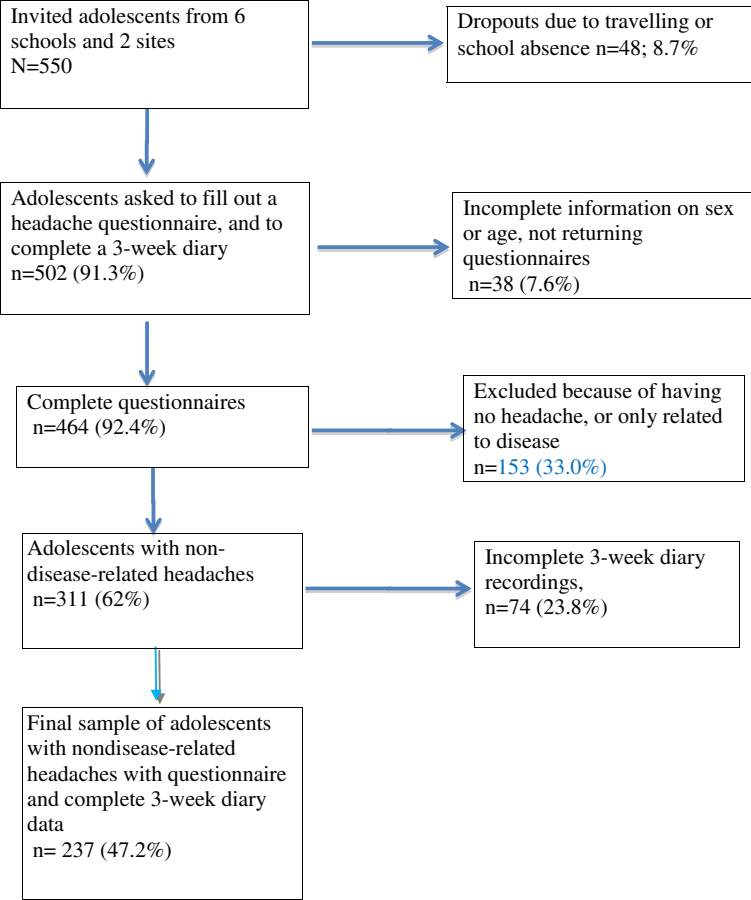 Invited adolescents from 6
schools and 2 sites
N=550
Dropouts due to travelling or
school absence n=48; 8.7%
Adolescents asked to fill out a
headache questionnaire, and to
complete a 3-week diary
n=502 (91.3%)
Incomplete information on sex
or age, not returning
questionnaires
n=38 (7.6%)
Complete questionnaires
n=464 (92.4%)
Excluded because of having
no headache, or only related
to disease
n=153 (33.0%)
Adolescents with non-
disease-related headaches
n=311 (62%)
Incomplete 3-week diary
recordings,
n=74 (23.8%)
Final sample of adolescents
with nondisease-related
headaches with questionnaire
and complete 3-week diary
data
n= 237 (47.2%)